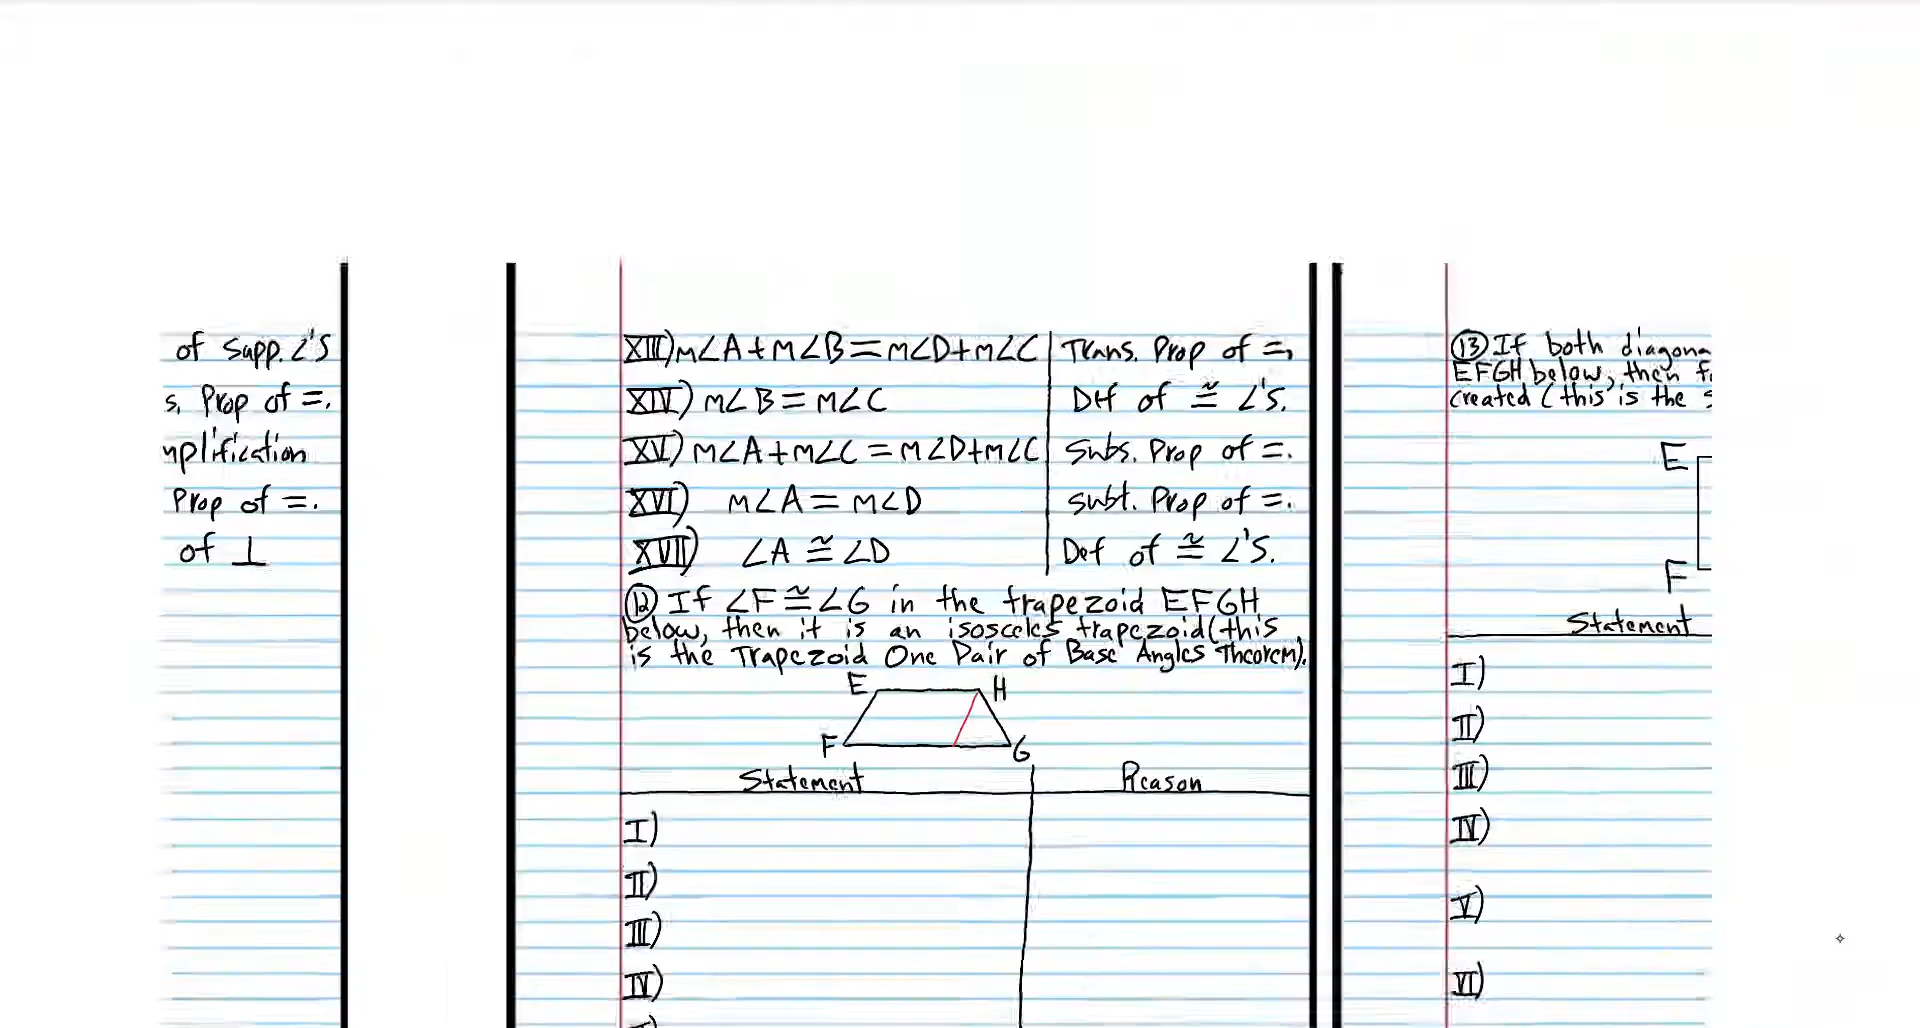 of Supp. ∠'s
s. Prop of =.
mplification
Prop of =.
of ⊥
XIII) m∠A+m∠B=m∠D+m∠C Trans. Prop of =.
XIV) m∠B=m∠C Def of ≅ ∠'s.
XV) m∠A+m∠C=m∠D+m∠C Subs. Prop of =.
XVI) m∠A=m∠D Subt. Prop of =.
XVII) ∠A≅∠D Def of ≅ ∠'s.
⑫ If ∠F≅∠G in the trapezoid EFGH
below, then it is an isosceles trapezoid (this
is the Trapezoid One Pair of Base Angles Theorem).
E H
F G
Statement Reason
I)
II)
III)
IV)
⑬ If both diagona
EFGH below, then f
created (this is the s
E
F
Statement
I)
II)
III)
IV)
V)
VI)